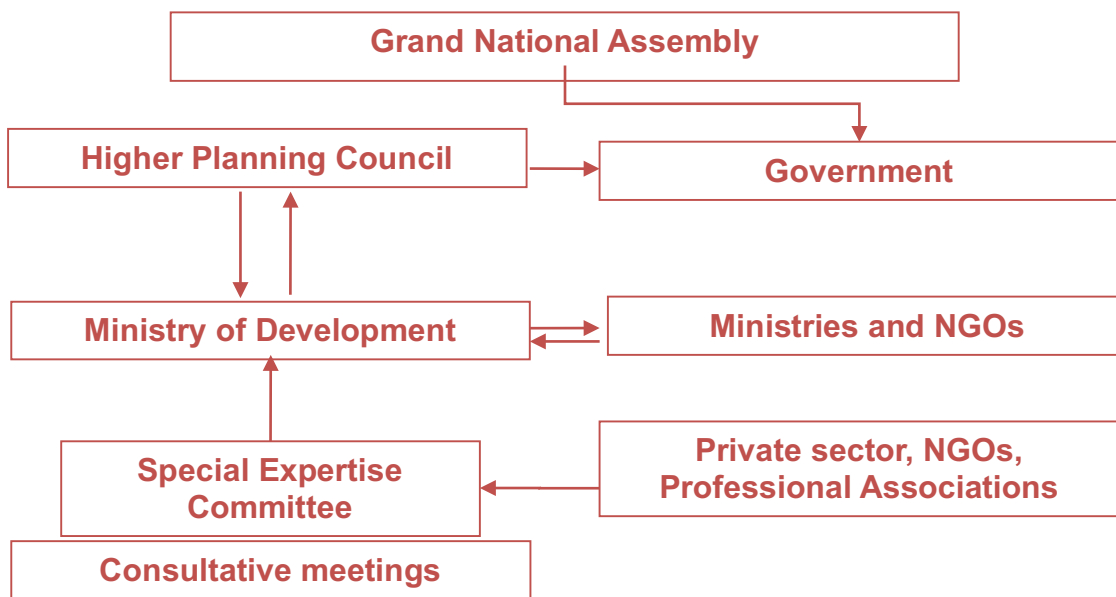 Grand National Assembly
Higher Planning Council
Government
Ministry of Development
Ministries and NGOs
Special Expertise
Committee
Private sector, NGOs,
Professional Associations
Consultative meetings